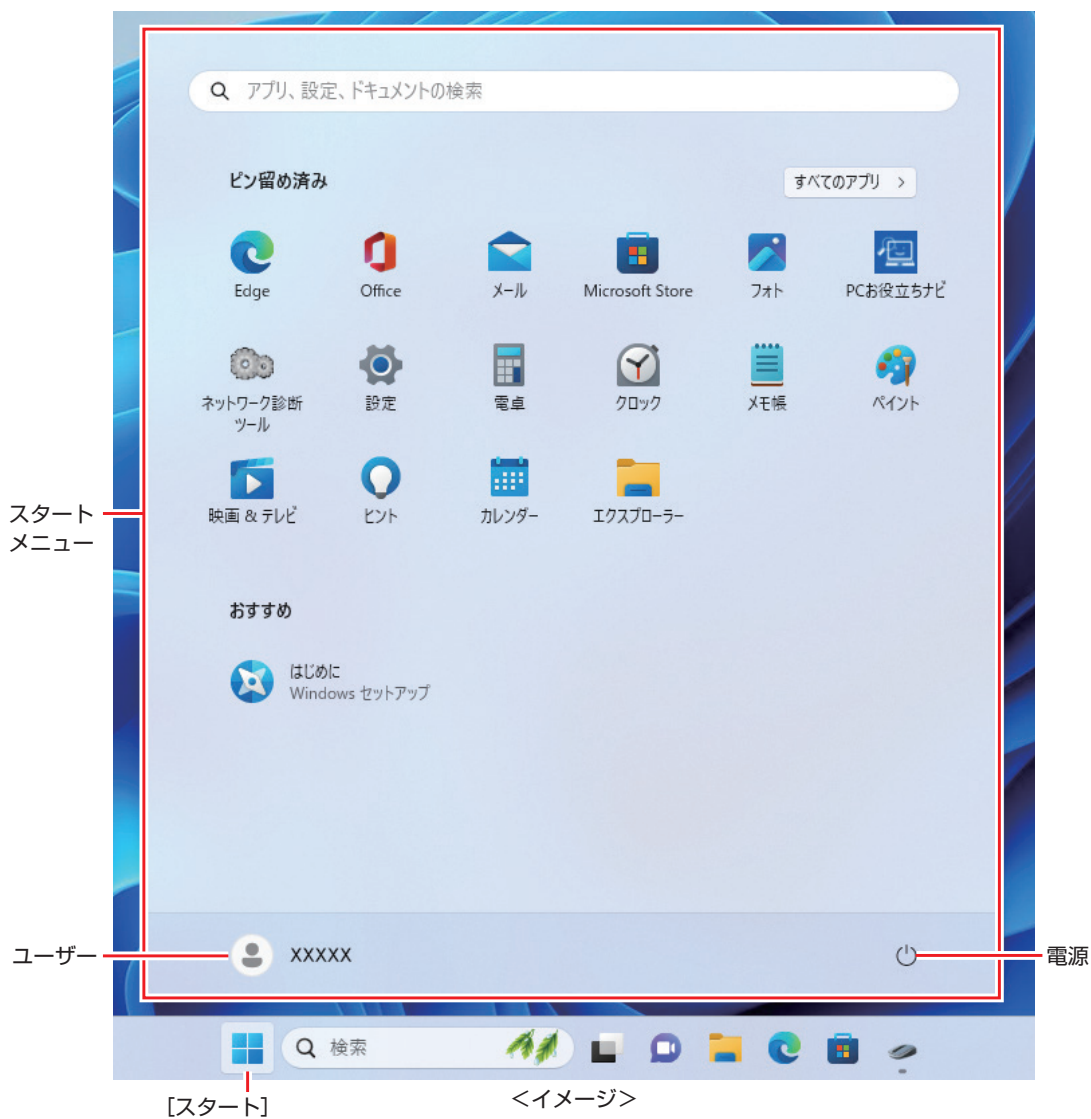 アプリ、設定、ドキュメントの検索
ピン留め済み
すべてのアプリ >
Edge
Office
メール
Microsoft Store
フォト
PCお役立ちナビ
ネットワーク診断
ツール
設定
電卓
クロック
メモ帳
ペイント
映画 & テレビ
ヒント
カレンダー
エクスプローラー
スタート
メニュー
おすすめ
はじめに
Windows セットアップ
ユーザー
XXXXX
電源
検索
[スタート]
<イメージ>